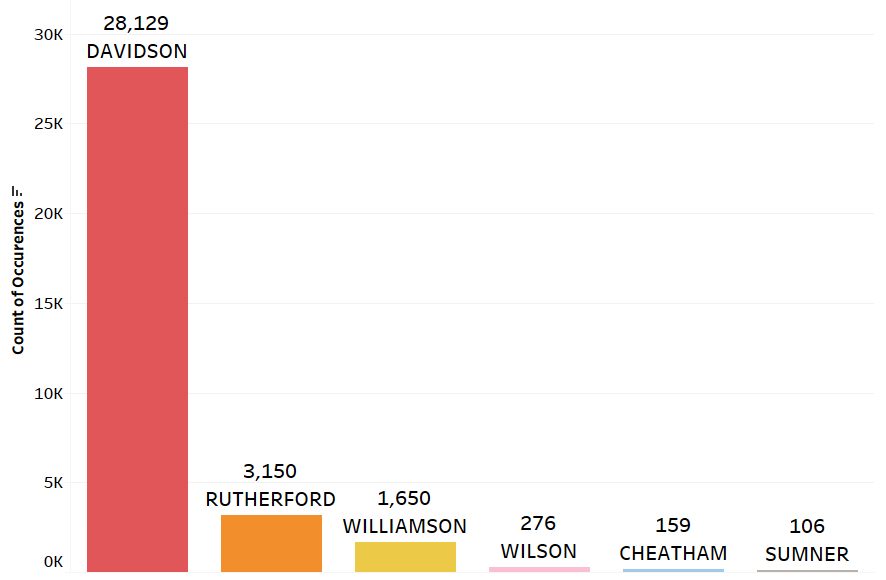 Count of Occurences
30K
25K
20K
15K
10K
5K
0K
28,129
DAVIDSON
3,150
RUTHERFORD
1,650
WILLIAMSON
276
WILSON
159
CHEATHAM
106
SUMNER